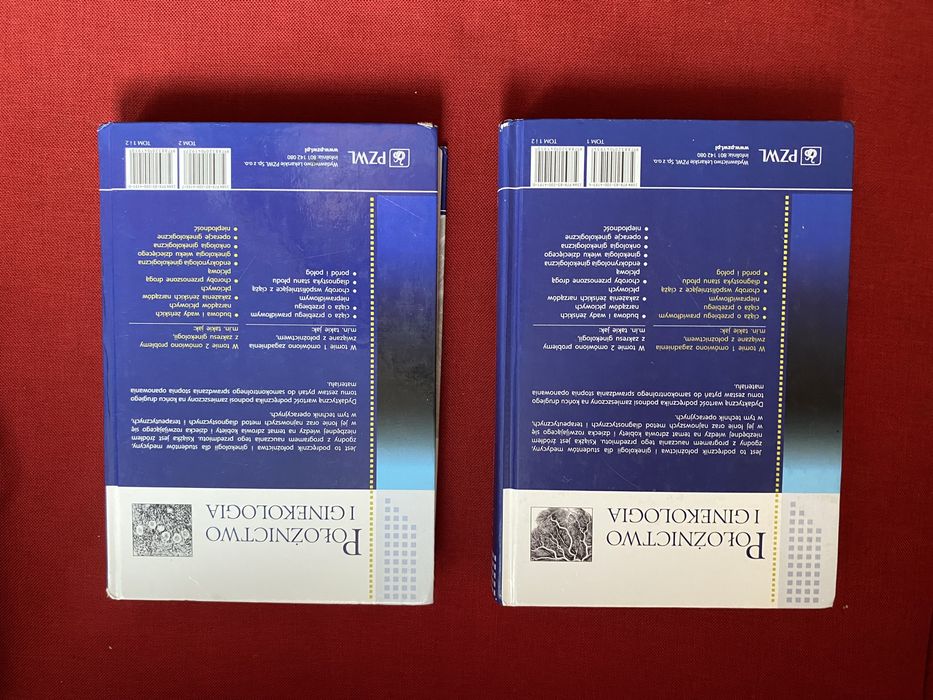 POŁOŻNICTWO
I GINEKOLOGIA
Jest to podręcznik położnictwa i ginekologii dla studentów medycyny,
zgodny z programem nauczania tego przedmiotu. Książka jest źródłem
niezbędnej wiedzy na temat zdrowia kobiety i dziecka rozwijającego się
w jej łonie oraz najnowszych metod diagnostycznych i terapeutycznych,
w tym technik operacyjnych.
Dydaktyczną wartość podręcznika podnosi zamieszczony na końcu drugiego
tomu zestaw pytań do samokontrolnego sprawdzania stopnia opanowania
materiału.
W tomie 1 omówiono zagadnienia
związane z położnictwem,
m.in. takie jak:
• ciąża o przebiegu prawidłowym
• ciąża o przebiegu
nieprawidłowym
• choroby współistniejące z ciążą
• diagnostyka stanu płodu
• poród i połóg
W tomie 2 omówiono problemy
z zakresu ginekologii,
m.in. takie jak:
• budowa i wady żeńskich
narządów płciowych
• zakażenia żeńskich narządów
płciowych
• choroby przenoszone drogą
płciową
• endokrynologia ginekologiczna
• ginekologia wieku dziecięcego
• onkologia ginekologiczna
• operacje ginekologiczne
• niepłodność
PZWL
Wydawnictwo Lekarskie PZWL Sp. z o.o.
infolinia: 801 142 080
www.pzwl.pl
TOM 1
TOM 1 i 2
POŁOŻNICTWO
I GINEKOLOGIA
Jest to podręcznik położnictwa i ginekologii dla studentów medycyny,
zgodny z programem nauczania tego przedmiotu. Książka jest źródłem
niezbędnej wiedzy na temat zdrowia kobiety i dziecka rozwijającego się
w jej łonie oraz najnowszych metod diagnostycznych i terapeutycznych,
w tym technik operacyjnych.
Dydaktyczną wartość podręcznika podnosi zamieszczony na końcu drugiego
tomu zestaw pytań do samokontrolnego sprawdzania stopnia opanowania
materiału.
W tomie 1 omówiono zagadnienia
związane z położnictwem,
m.in. takie jak:
• ciąża o przebiegu prawidłowym
• ciąża o przebiegu
nieprawidłowym
• choroby współistniejące z ciążą
• diagnostyka stanu płodu
• poród i połóg
W tomie 2 omówiono problemy
z zakresu ginekologii,
m.in. takie jak:
• budowa i wady żeńskich
narządów płciowych
• zakażenia żeńskich narządów
płciowych
• choroby przenoszone drogą
płciową
• endokrynologia ginekologiczna
• ginekologia wieku dziecięcego
• onkologia ginekologiczna
• operacje ginekologiczne
• niepłodność
PZWL
Wydawnictwo Lekarskie PZWL Sp. z o.o.
infolinia: 801 142 080
www.pzwl.pl
TOM 2
TOM 1 i 2